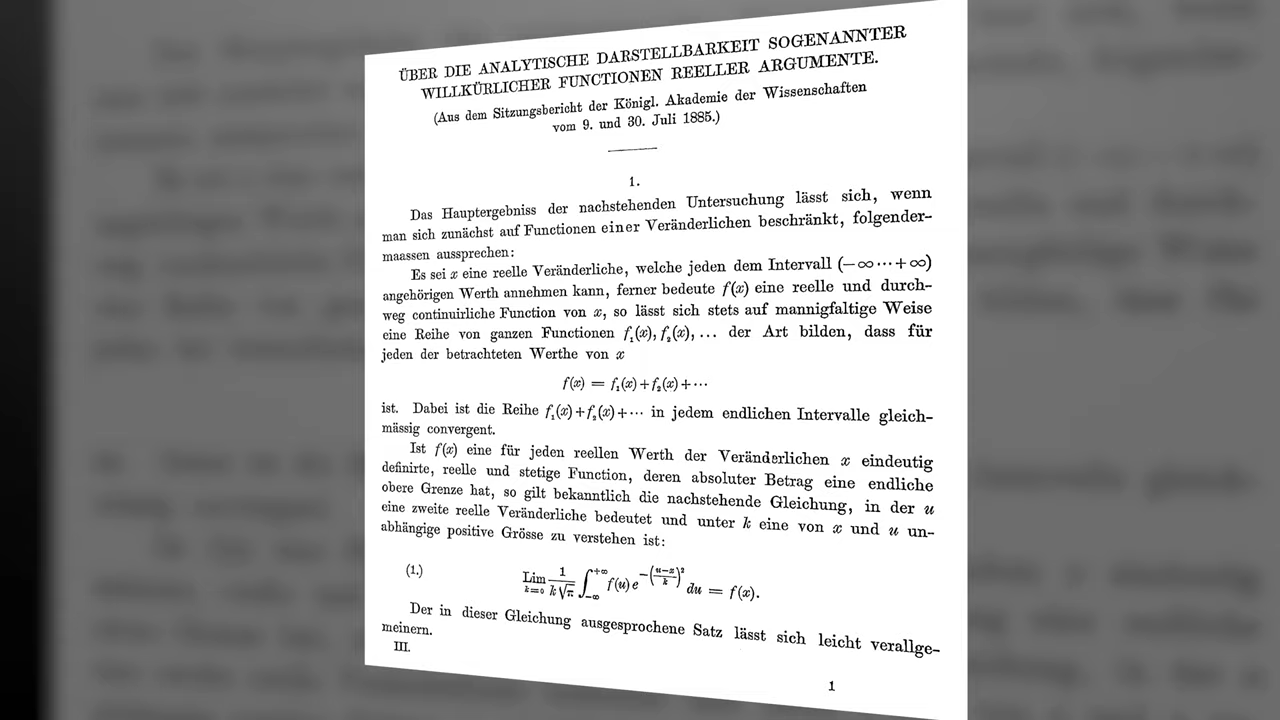 ÜBER DIE ANALYTISCHE DARSTELLBARKEIT SOGENANNTER
WILLKÜRLICHER FUNCTIONEN REELLER ARGUMENTE.
(Aus dem Sitzungsbericht der Königl. Akademie der Wissenschaften
vom 9. und 30. Juli 1885.)
1.
Das Hauptergebniss der nachstehenden Untersuchung lässt sich, wenn
man sich zunächst auf Functionen einer Veränderlichen beschränkt, folgender-
maassen aussprechen:
Es sei x eine reelle Veränderliche, welche jeden dem Intervall (−∞⋯+∞)
angehörigen Werth annehmen kann, ferner bedeute f(x) eine reelle und durch-
weg continuirliche Function von x, so lässt sich stets auf mannigfaltige Weise
eine Reihe von ganzen Functionen f₁(x), f₂(x), ... der Art bilden, dass für
jeden der betrachteten Werthe von x
f(x) = f₁(x)+f₂(x)+⋯
ist. Dabei ist die Reihe f₁(x)+f₂(x)+⋯ in jedem endlichen Intervalle gleich-
mässig convergent.
Ist f(x) eine für jeden reellen Werth der Veränderlichen x eindeutig
definirte, reelle und stetige Function, deren absoluter Betrag eine endliche
obere Grenze hat, so gilt bekanntlich die nachstehende Gleichung, in der u
eine zweite reelle Veränderliche bedeutet und unter k eine von x und u un-
abhängige positive Grösse zu verstehen ist:
(1.) Lim_{k=0} 1/(k√π) ∫_{−∞}^{+∞} f(u) e^{−((u−x)/k)²} du = f(x).
Der in dieser Gleichung ausgesprochene Satz lässt sich leicht verallge-
meinern.
III.
1